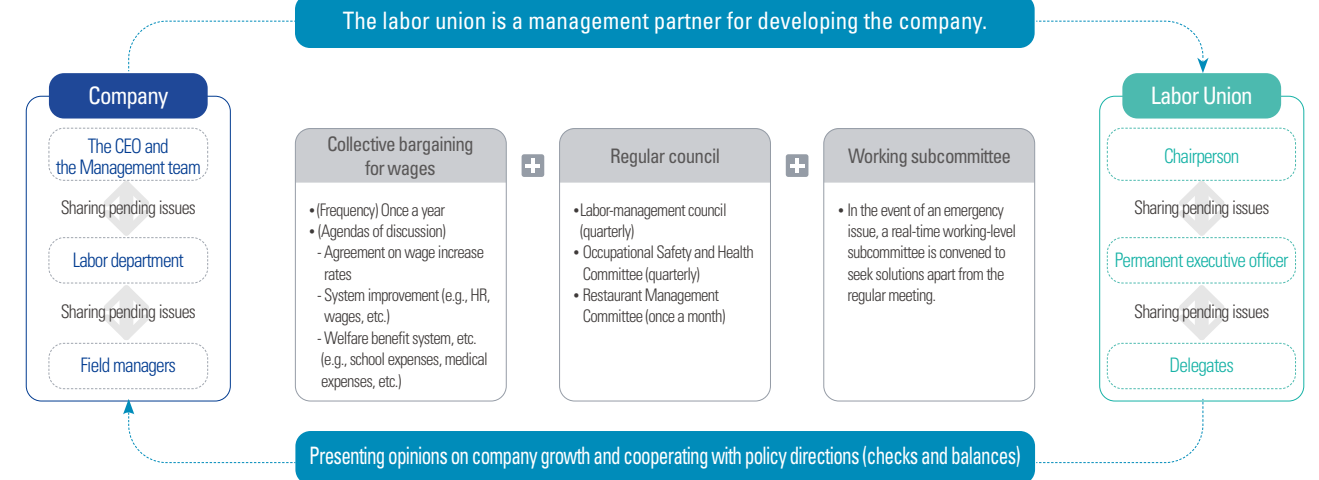 The labor union is a management partner for developing the company.
Company
The CEO and
the Management team
Sharing pending issues
Labor department
Sharing pending issues
Field managers
Collective bargaining
for wages
• (Frequency) Once a year
• (Agendas of discussion)
- Agreement on wage increase
rates
- System improvement (e.g., HR,
wages, etc.)
- Welfare benefit system, etc.
(e.g., school expenses, medical
expenses, etc.)
Regular council
• Labor-management council
(quarterly)
• Occupational Safety and Health
Committee (quarterly)
• Restaurant Management
Committee (once a month)
Working subcommittee
• In the event of an emergency
issue, a real-time working-level
subcommittee is convened to
seek solutions apart from the
regular meeting.
Labor Union
Chairperson
Sharing pending issues
Permanent executive officer
Sharing pending issues
Delegates
Presenting opinions on company growth and cooperating with policy directions (checks and balances)